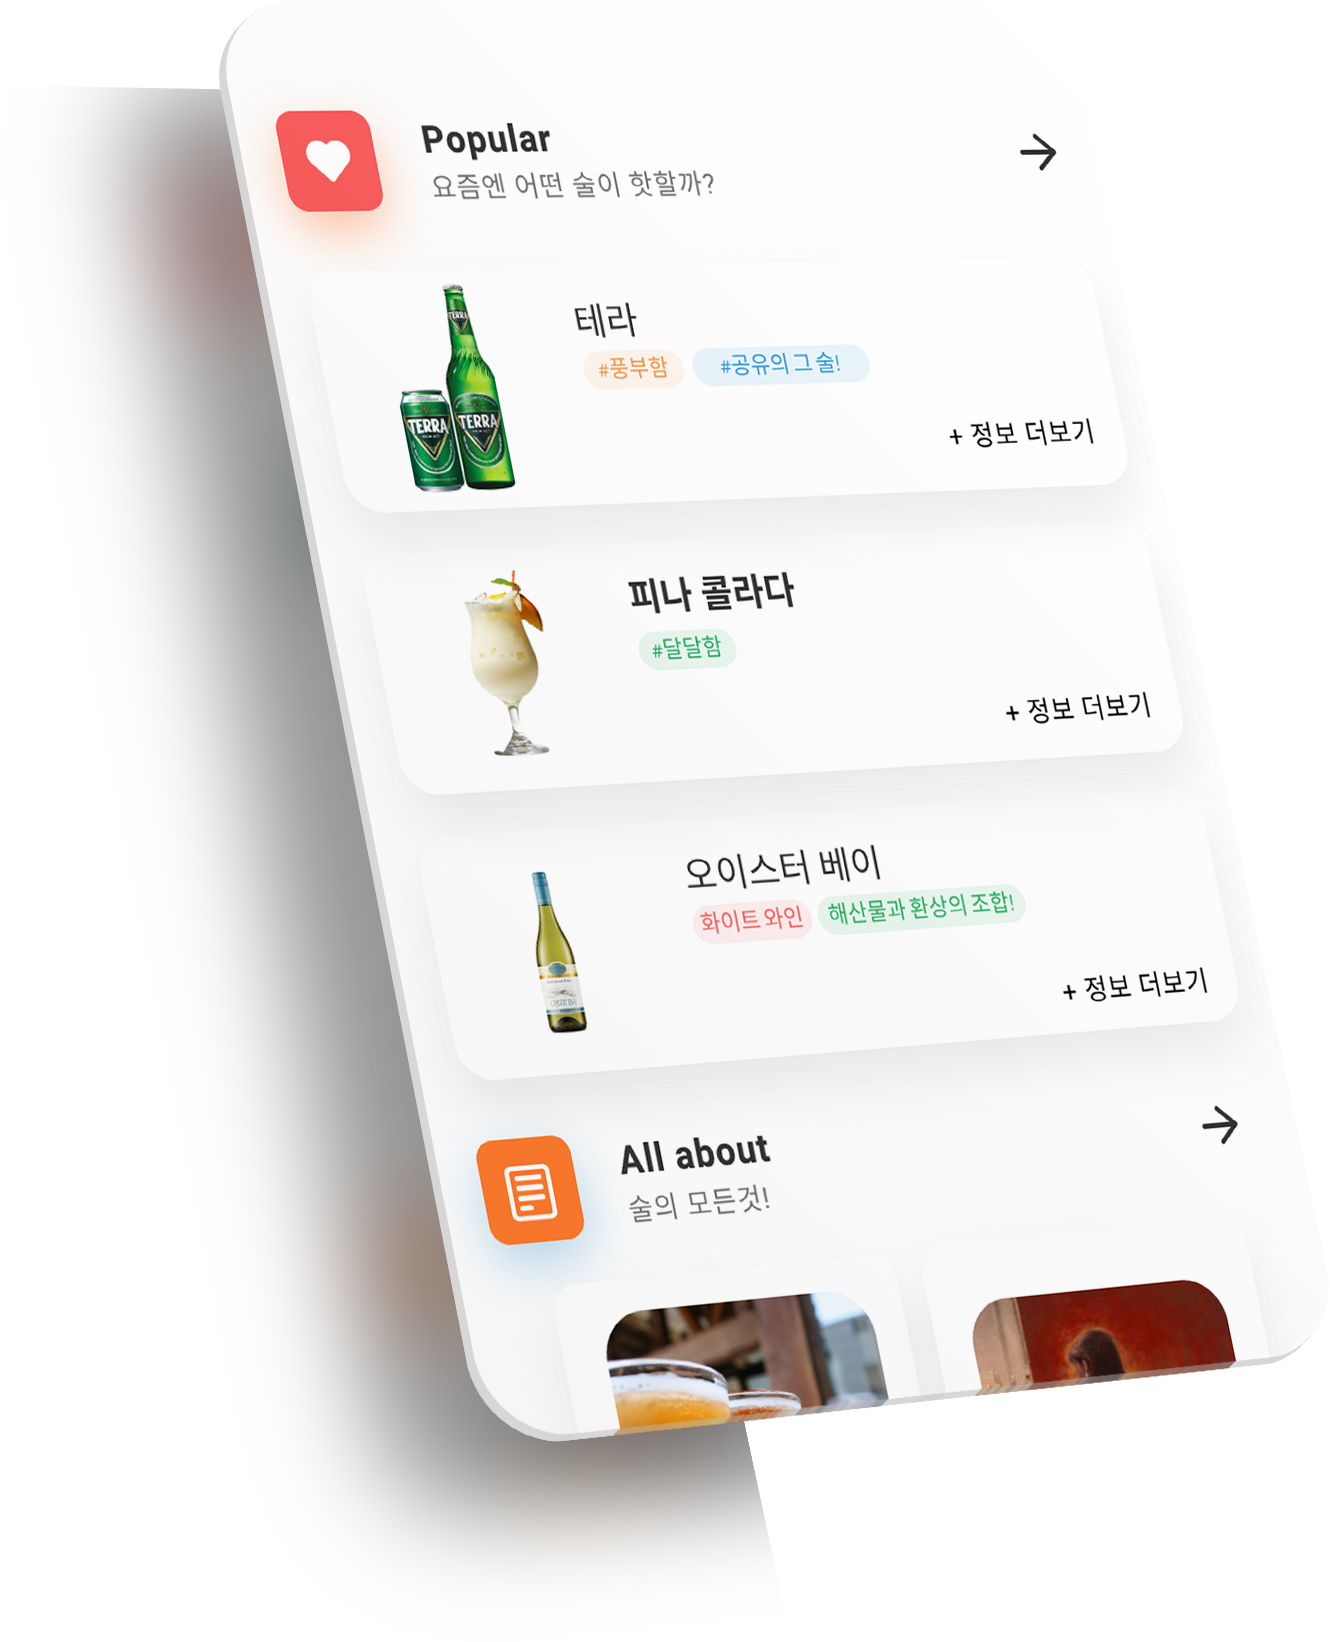 Popular
요즘엔 어떤 술이 핫할까?
테라
#풍부함 #공유의 그 술!
TERRA
TERRA
TERRA
+ 정보 더보기
피나 콜라다
#달달함
+ 정보 더보기
오이스터 베이
화이트 와인 해산물과 환상의 조합!
+ 정보 더보기
All about
술의 모든것!